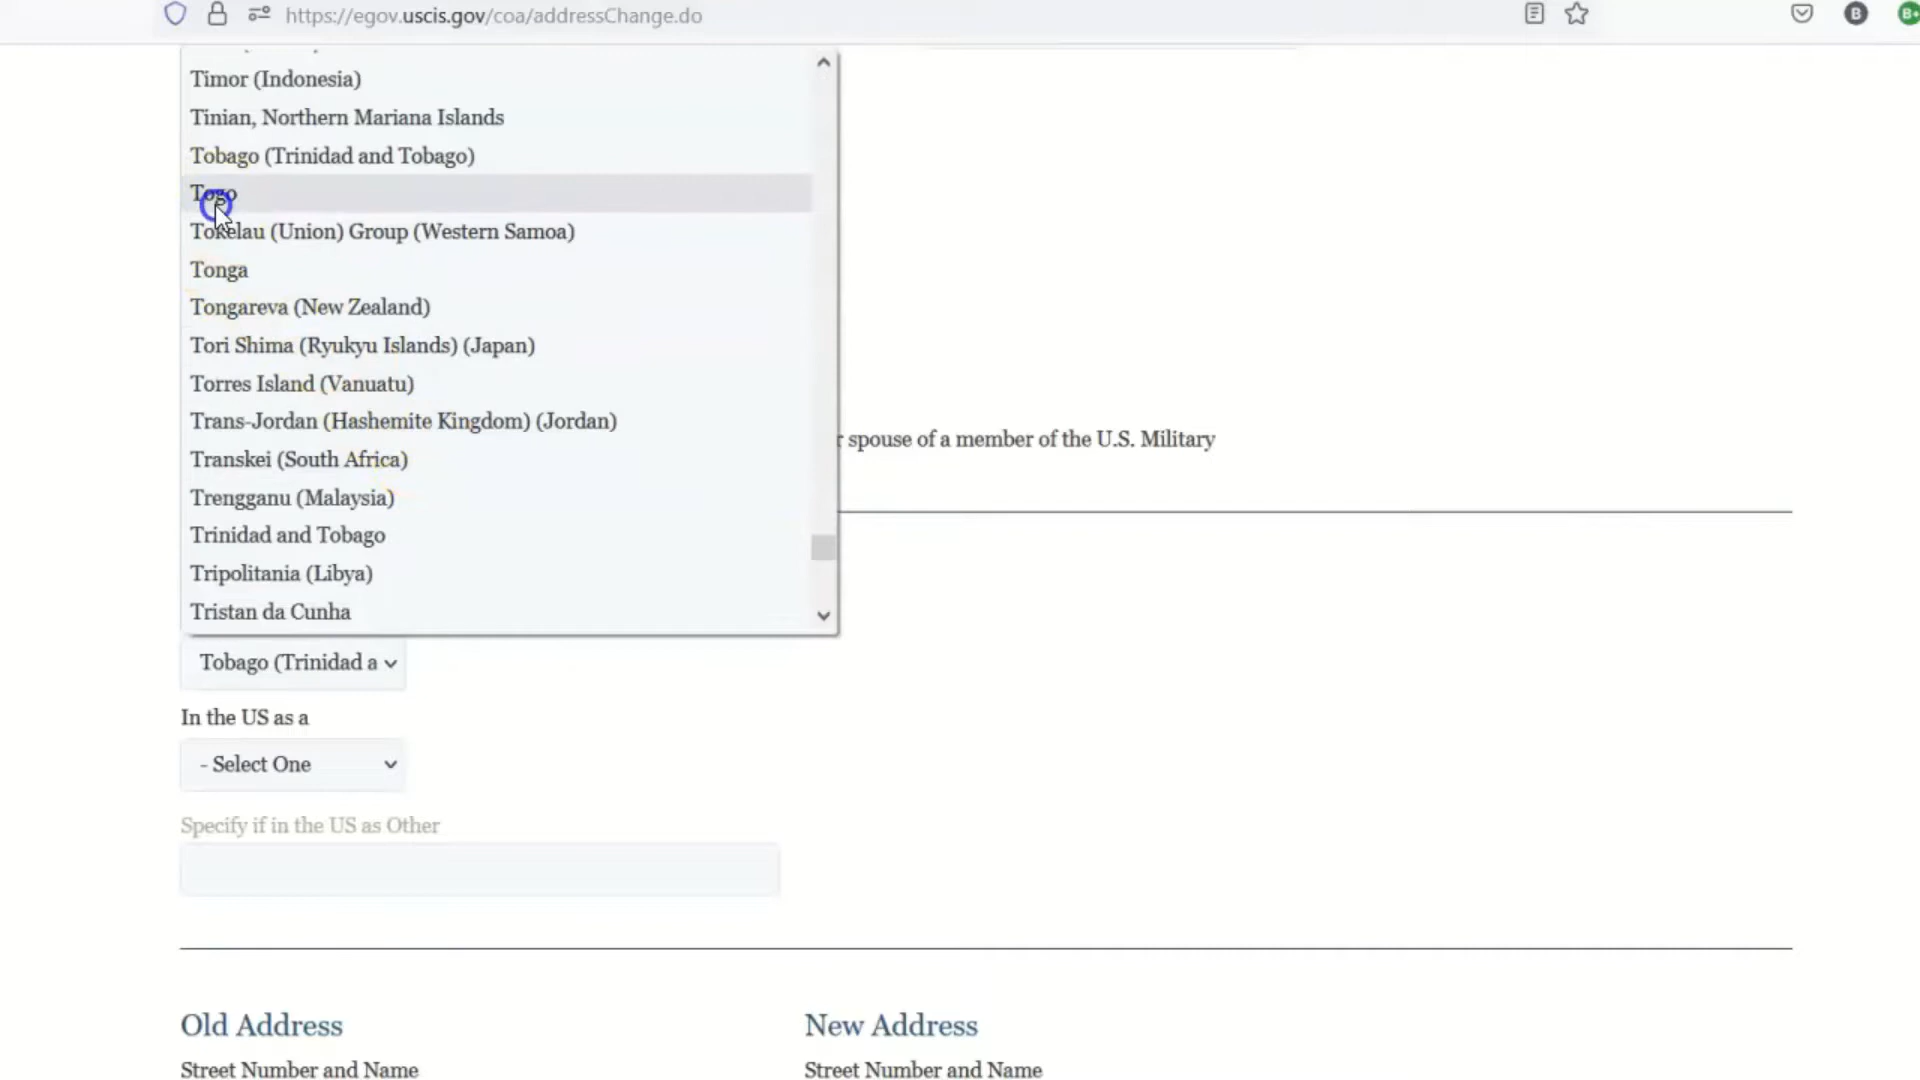 https://egov.uscis.gov/coa/addressChange.do
B
B+
Timor (Indonesia)
Tinian, Northern Mariana Islands
Tobago (Trinidad and Tobago)
Togo
Tokelau (Union) Group (Western Samoa)
Tonga
Tongareva (New Zealand)
Tori Shima (Ryukyu Islands) (Japan)
Torres Island (Vanuatu)
Trans-Jordan (Hashemite Kingdom) (Jordan)
r spouse of a member of the U.S. Military
Transkei (South Africa)
Trengganu (Malaysia)
Trinidad and Tobago
Tripolitania (Libya)
Tristan da Cunha
Tobago (Trinidad a
In the US as a
- Select One
Specify if in the US as Other
Old Address
New Address
Street Number and Name
Street Number and Name